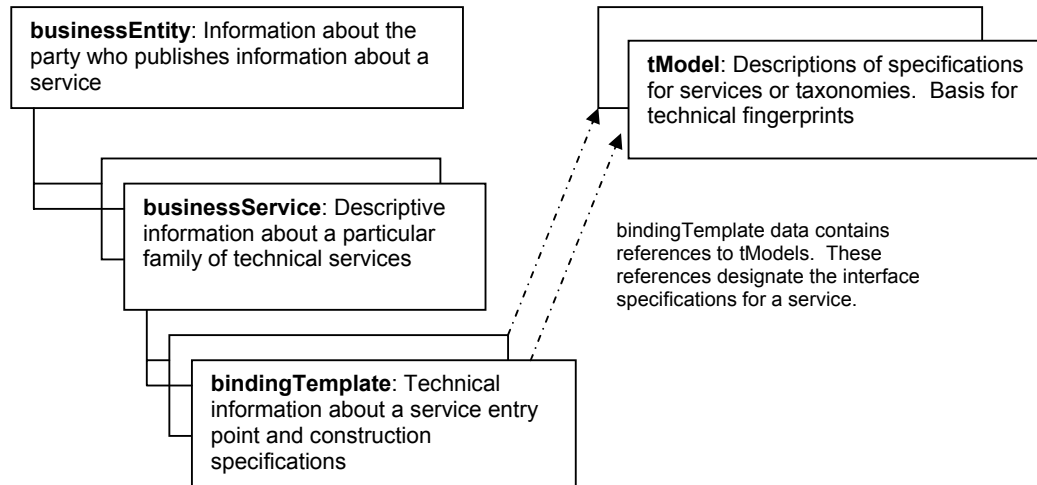 businessEntity: Information about the
party who publishes information about a
service
tModel: Descriptions of specifications
for services or taxonomies.  Basis for
technical fingerprints
businessService: Descriptive
information about a particular
family of technical services
bindingTemplate data contains
references to tModels.  These
references designate the interface
specifications for a service.
bindingTemplate: Technical
information about a service entry
point and construction
specifications